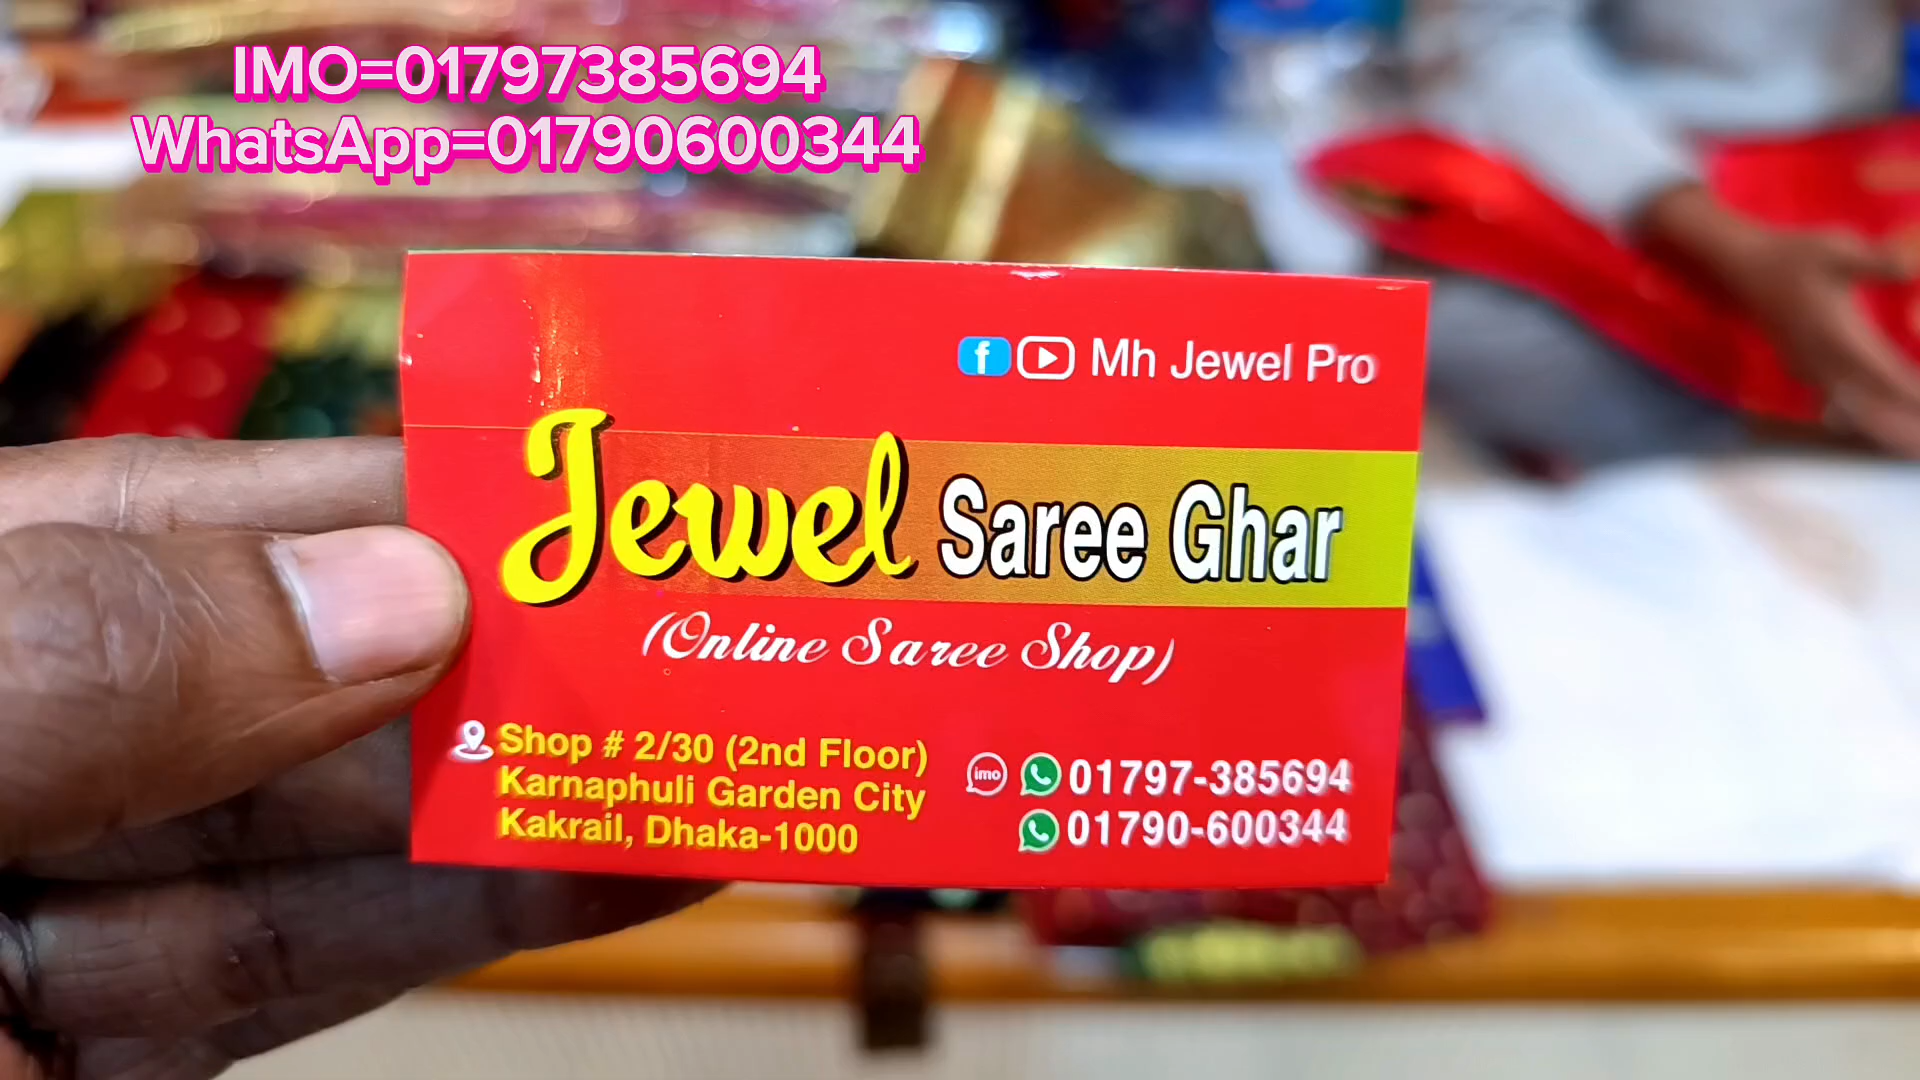 IMO=01797385694
WhatsApp=01790600344
f Mh Jewel Pro
Jewel Saree Ghar
(Online Saree Shop)
Shop # 2/30 (2nd Floor)
Karnaphuli Garden City
Kakrail, Dhaka-1000
imo 01797-385694
01790-600344